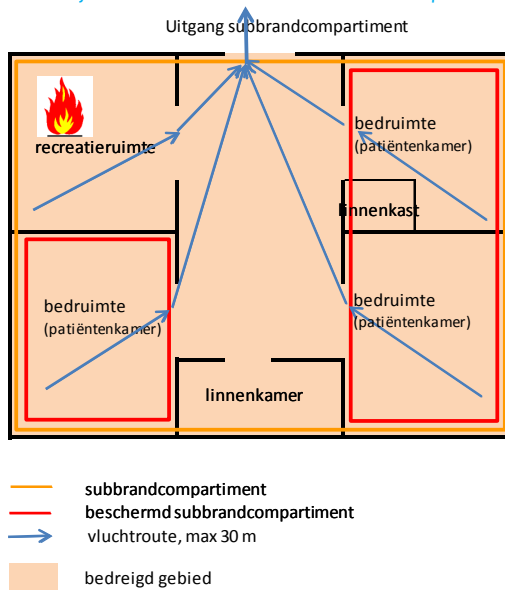 Uitgang subbrandcompartiment
recreatieruimte
bedruimte
(patiëntenkamer)
linnenkast
bedruimte
(patiëntenkamer)
bedruimte
(patiëntenkamer)
linnenkamer
subbrandcompartiment
beschermd subbrandcompartiment
vluchtroute, max 30 m
bedreigd gebied